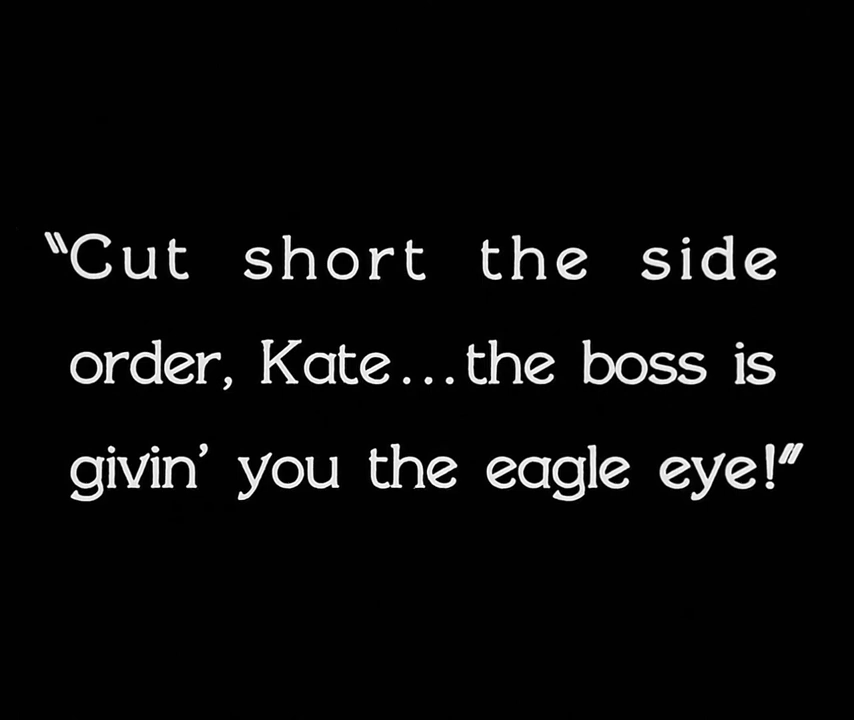 “Cut short the side
order, Kate...the boss is
givin’ you the eagle eye!”